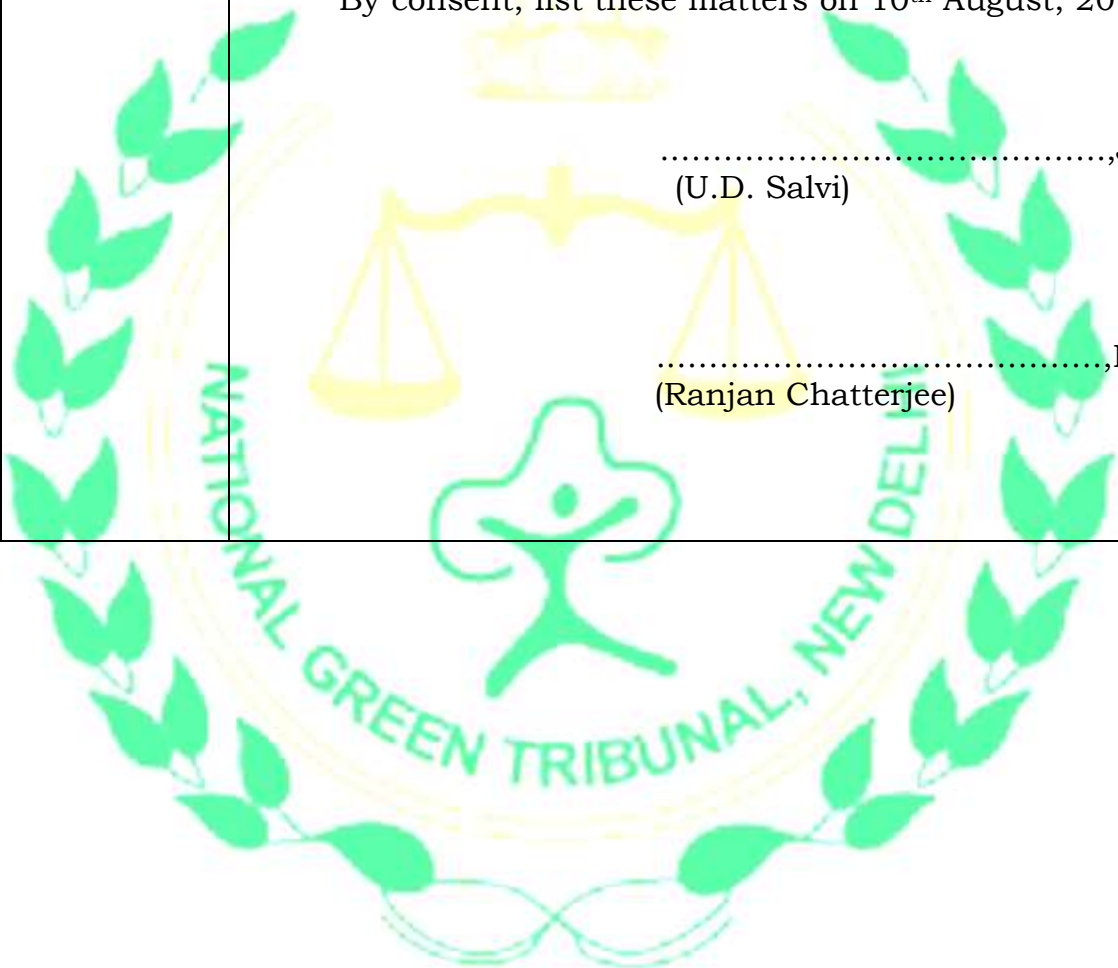 By consent, list these matters on 10th August, 20
………………………………………,
(U.D. Salvi)
………………………………………,
(Ranjan Chatterjee)
NATIONAL GREEN TRIBUNAL, NEW DELHI